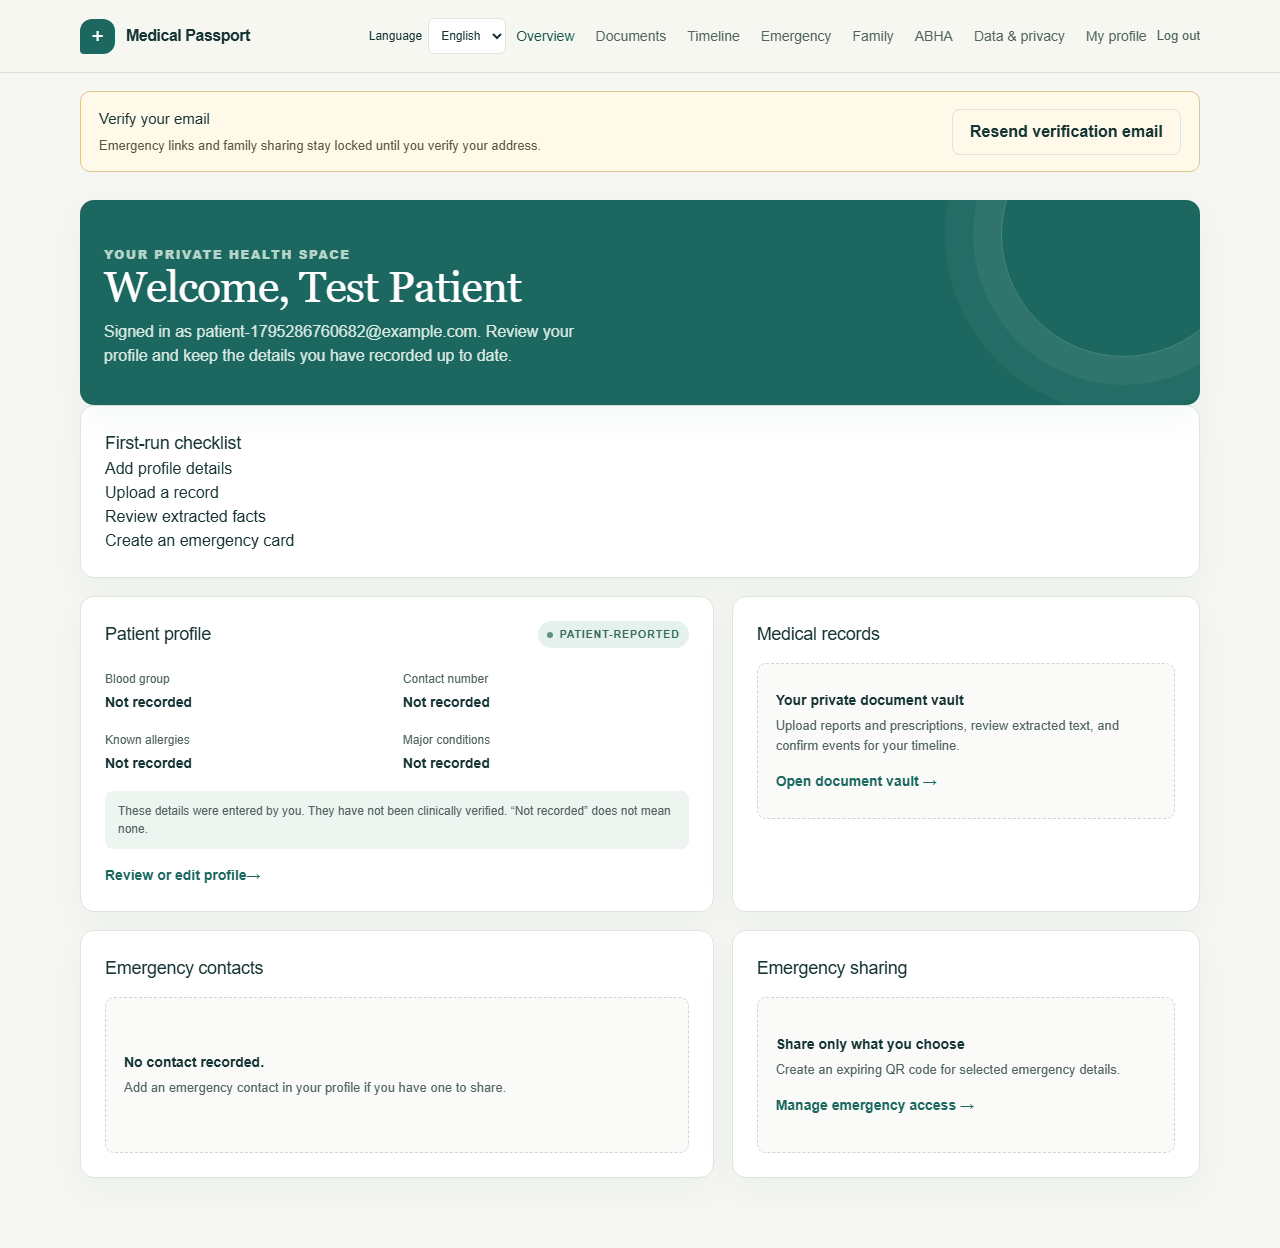 + Medical Passport
Language English Overview Documents Timeline Emergency Family ABHA Data & privacy My profile Log out
Verify your email
Emergency links and family sharing stay locked until you verify your address.
Resend verification email
YOUR PRIVATE HEALTH SPACE
Welcome, Test Patient
Signed in as patient-1795286760682@example.com. Review your
profile and keep the details you have recorded up to date.
First-run checklist
Add profile details
Upload a record
Review extracted facts
Create an emergency card
Patient profile
PATIENT-REPORTED
Blood group
Not recorded
Contact number
Not recorded
Known allergies
Not recorded
Major conditions
Not recorded
These details were entered by you. They have not been clinically verified. “Not recorded” does not mean
none.
Review or edit profile→
Medical records
Your private document vault
Upload reports and prescriptions, review extracted text, and
confirm events for your timeline.
Open document vault →
Emergency contacts
No contact recorded.
Add an emergency contact in your profile if you have one to share.
Emergency sharing
Share only what you choose
Create an expiring QR code for selected emergency details.
Manage emergency access →